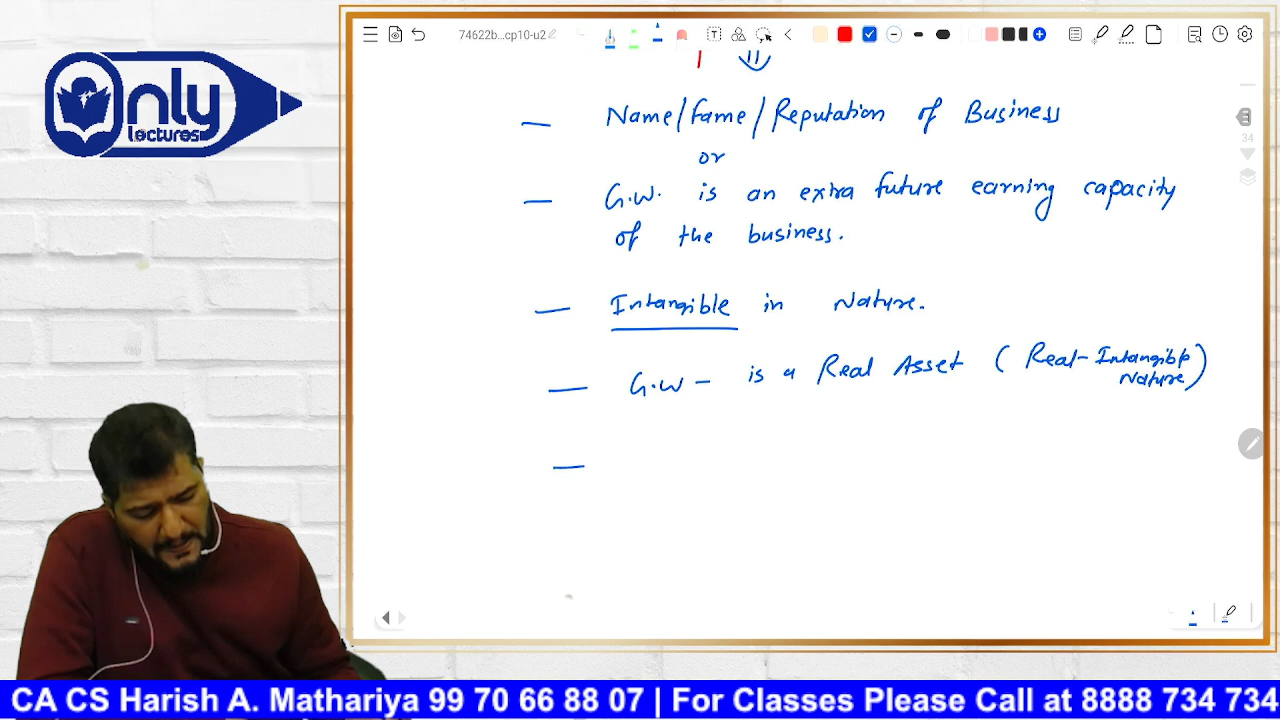 Only
lectures
74622b...cp10-u2
— Name/Fame/Reputation of Business
or
— G.W. is an extra future earning capacity
of the business.
— Intangible in Nature.
— G.W — is a Real Asset (Real-Intangible
Nature)
—
34
CA CS Harish A. Mathariya 99 70 66 88 07 | For Classes Please Call at 8888 734 734